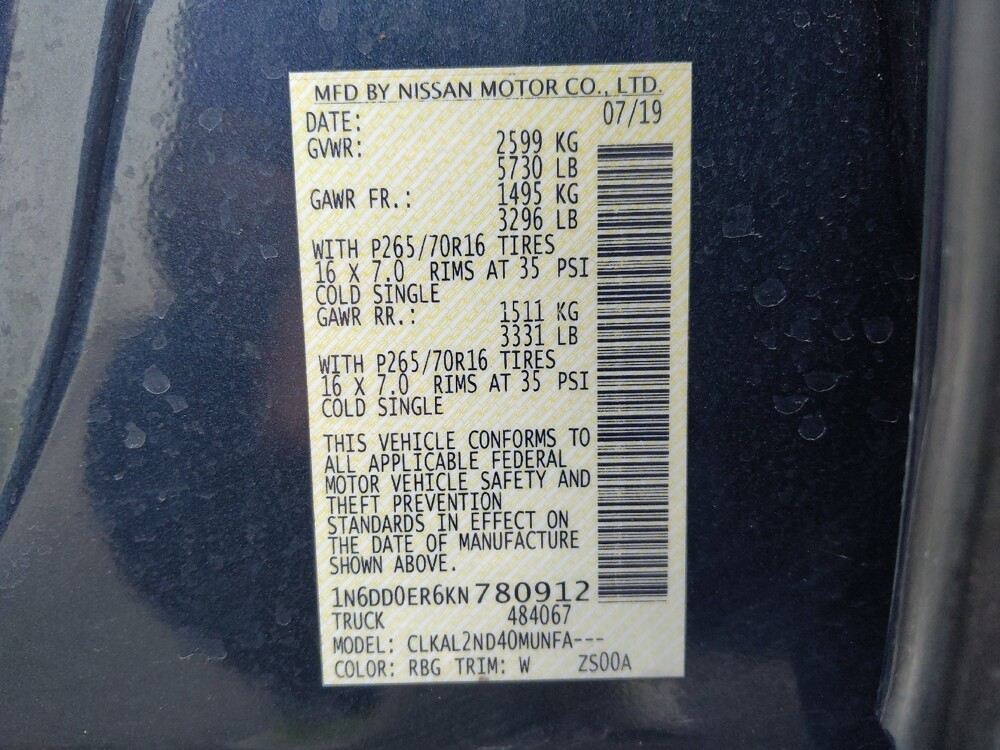 MFD BY NISSAN MOTOR CO., LTD.
DATE: 07/19
GVWR: 2599 KG
5730 LB
GAWR FR.: 1495 KG
3296 LB
WITH P265/70R16 TIRES
16 X 7.0 RIMS AT 35 PSI
COLD SINGLE
GAWR RR.: 1511 KG
3331 LB
WITH P265/70R16 TIRES
16 X 7.0 RIMS AT 35 PSI
COLD SINGLE
THIS VEHICLE CONFORMS TO
ALL APPLICABLE FEDERAL
MOTOR VEHICLE SAFETY AND
THEFT PREVENTION
STANDARDS IN EFFECT ON
THE DATE OF MANUFACTURE
SHOWN ABOVE.
1N6DD0ER6KN780912
TRUCK 484067
MODEL: CLKAL2ND40MUNFA---
COLOR: RBG TRIM: W ZS00A